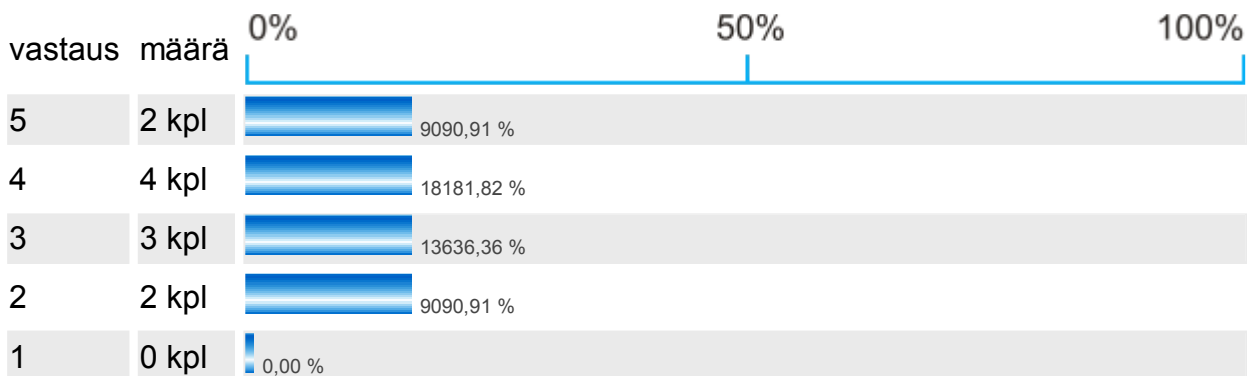 vastaus määrä 0% 50% 100%
5 2 kpl 9090,91 %
4 4 kpl 18181,82 %
3 3 kpl 13636,36 %
2 2 kpl 9090,91 %
1 0 kpl 0,00 %